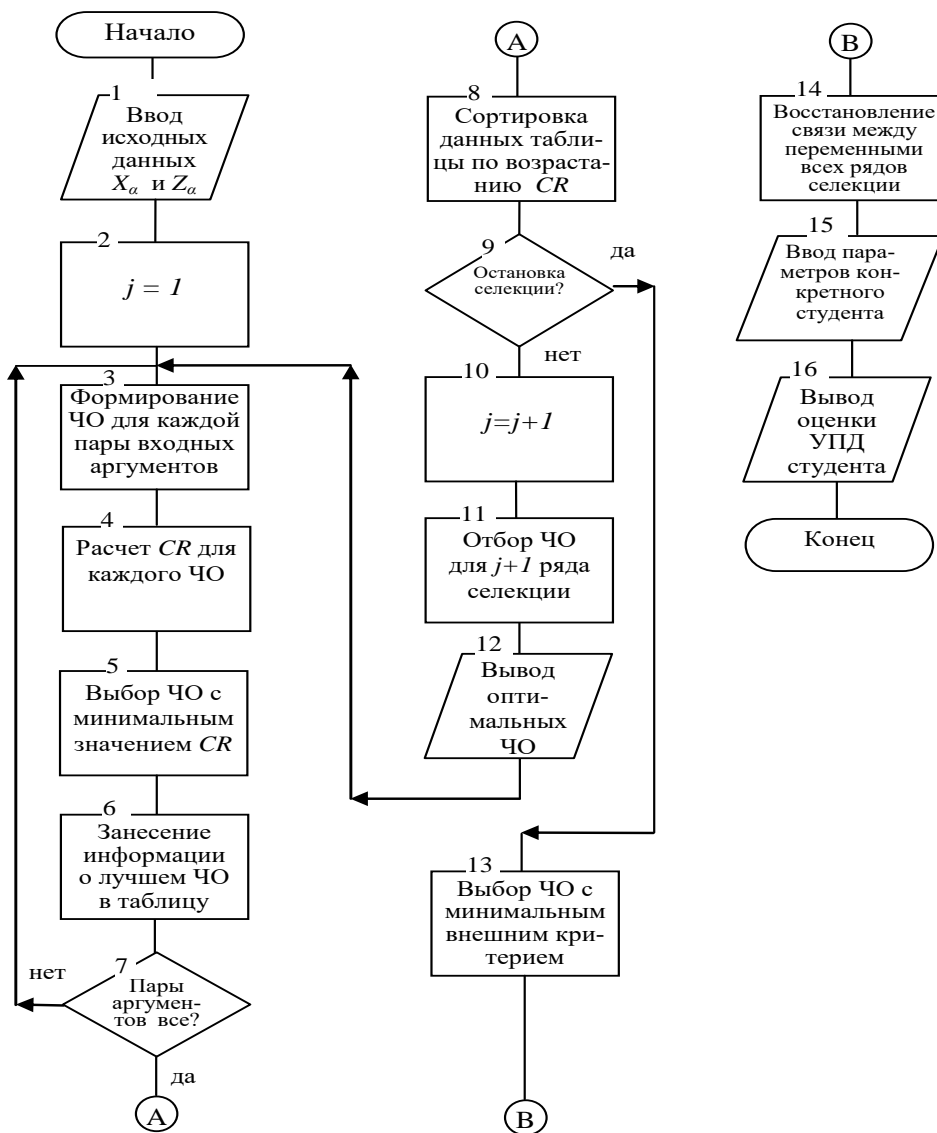 Начало
1
Ввод
исходных
данных
Xα и Zα
2
j = 1
3
Формирование
ЧО для каждой
пары входных
аргументов
4
Расчет CR для
каждого ЧО
5
Выбор ЧО с
минимальным
значением CR
6
Занесение
информации
о лучшем ЧО
в таблицу
7
нет
Пары
аргумен-
тов все?
да
А
А
8
Сортировка
данных табли-
цы по возраста-
нию CR
9
да
Остановка
селекции?
нет
10
j=j+1
11
Отбор ЧО
для j+1 ряда
селекции
12
Вывод
опти-
мальных
ЧО
13
Выбор ЧО с
минимальным
внешним кри-
терием
В
В
14
Восстановление
связи между
переменными
всех рядов
селекции
15
Ввод пара-
метров кон-
кретного
студента
16
Вывод
оценки
УПД
студента
Конец